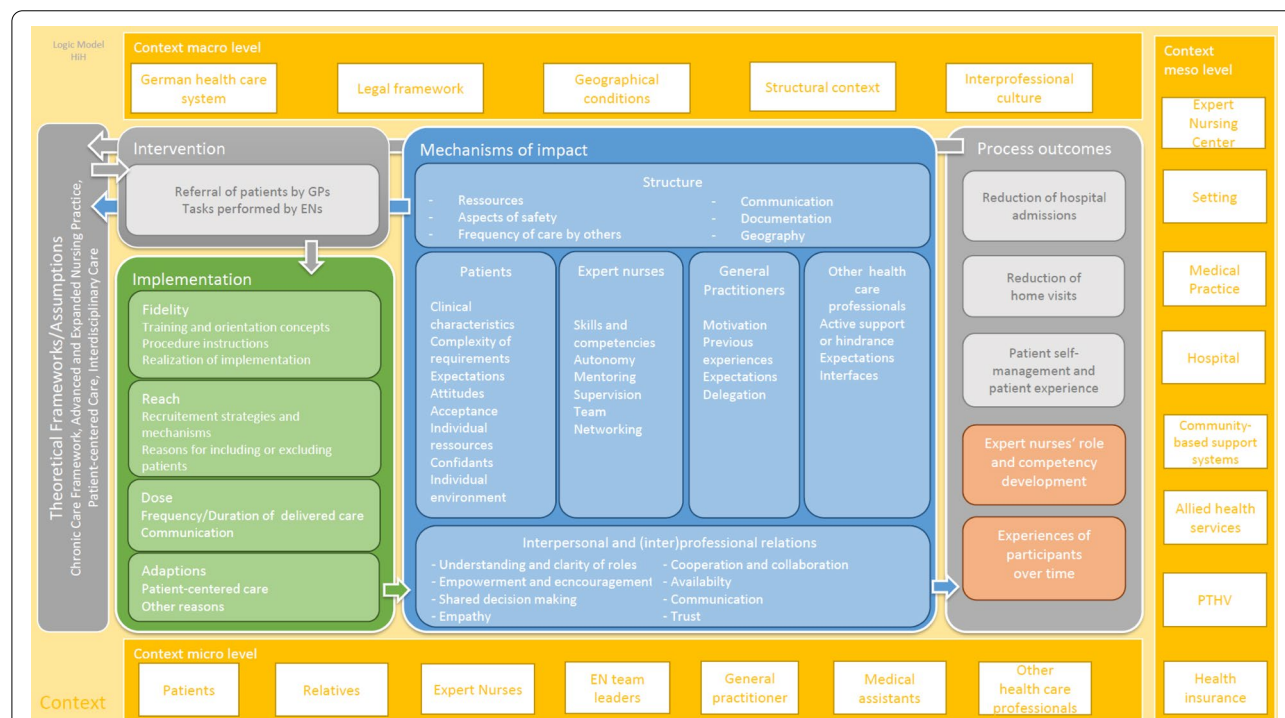 Logic Model
HiH
Context macro level
German health care
system
Legal framework
Geographical
conditions
Structural context
Interprofessional
culture
Context
meso level
Expert
Nursing
Center
Setting
Medical
Practice
Hospital
Community-
based support
systems
Allied health
services
PTHV
Health
insurance
Theoretical Frameworks/Assumptions
Chronic Care Framework, Advanced and Expanded Nursing Practice,
Patient-centered Care, Interdisciplinary Care
Intervention
Referral of patients by GPs
Tasks performed by ENs
Implementation
Fidelity
Training and orientation concepts
Procedure instructions
Realization of implementation
Reach
Recruitement strategies and
mechanisms
Reasons for including or excluding
patients
Dose
Frequency/Duration of delivered care
Communication
Adaptions
Patient-centered care
Other reasons
Mechanisms of impact
Structure
- Ressources
- Aspects of safety
- Frequency of care by others
- Communication
- Documentation
- Geography
Patients
Clinical
characteristics
Complexity of
requirements
Expectations
Attitudes
Acceptance
Individual
ressources
Confidants
Individual
environment
Expert nurses
Skills and
competencies
Autonomy
Mentoring
Supervision
Team
Networking
General
Practitioners
Motivation
Previous
experiences
Expectations
Delegation
Other health
care
professionals
Active support
or hindrance
Expectations
Interfaces
Interpersonal and (inter)professional relations
- Understanding and clarity of roles
- Empowerment and ecncouragement
- Shared decision making
- Empathy
- Cooperation and collaboration
- Availabilty
- Communication
- Trust
Process outcomes
Reduction of hospital
admissions
Reduction of
home visits
Patient self-
management and
patient experience
Expert nurses' role
and competency
development
Experiences of
participants
over time
Context micro level
Patients
Relatives
Expert Nurses
EN team
leaders
General
practitioner
Medical
assistants
Other
health care
professionals
Context